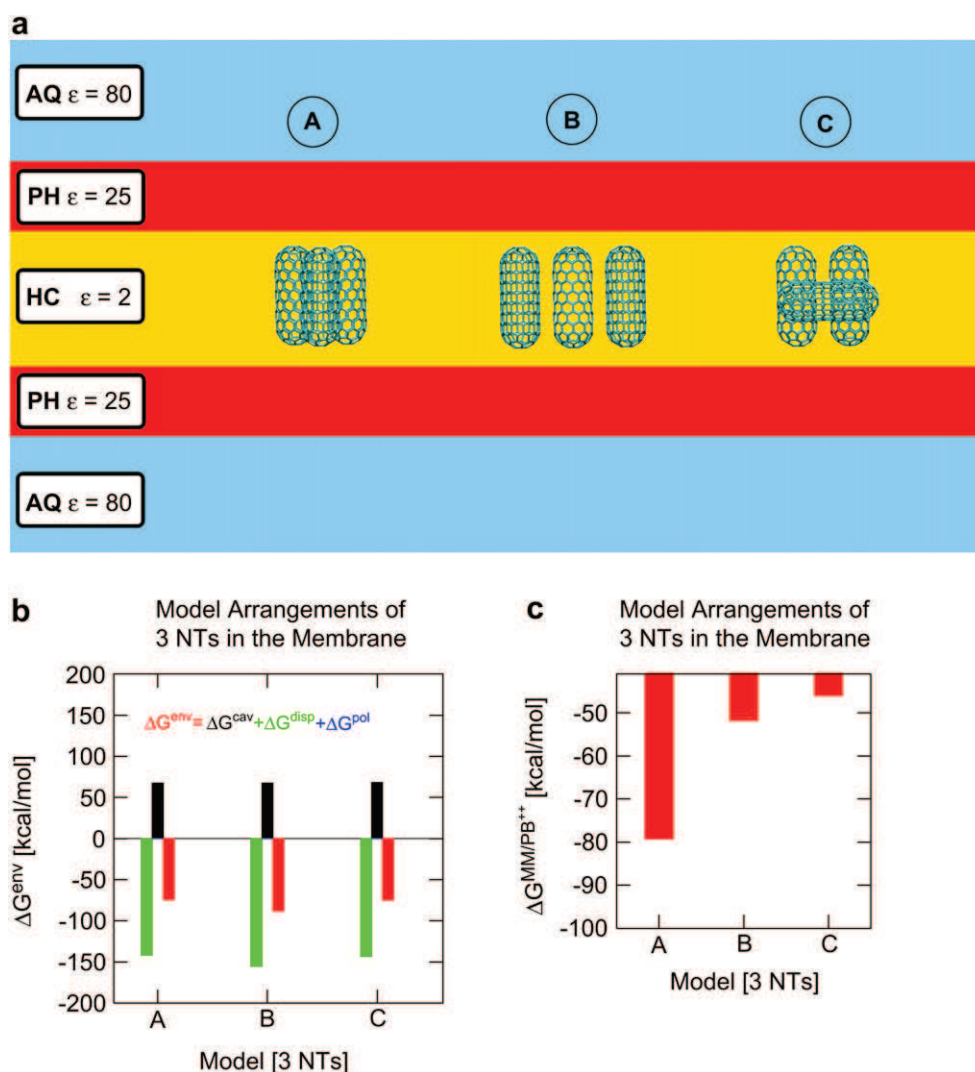 a
AQ ε = 80
A
B
C
PH ε = 25
HC ε = 2
PH ε = 25
AQ ε = 80
b
Model Arrangements of
3 NTs in the Membrane
200
150
100
50
0
-50
-100
-150
-200
ΔG^env [kcal/mol]
ΔG^env= ΔG^cav+ΔG^disp+ΔG^pol
A
B
C
Model [3 NTs]
c
Model Arrangements of
3 NTs in the Membrane
-50
-60
-70
-80
-90
-100
ΔG^MM/PB++ [kcal/mol]
A
B
C
Model [3 NTs]